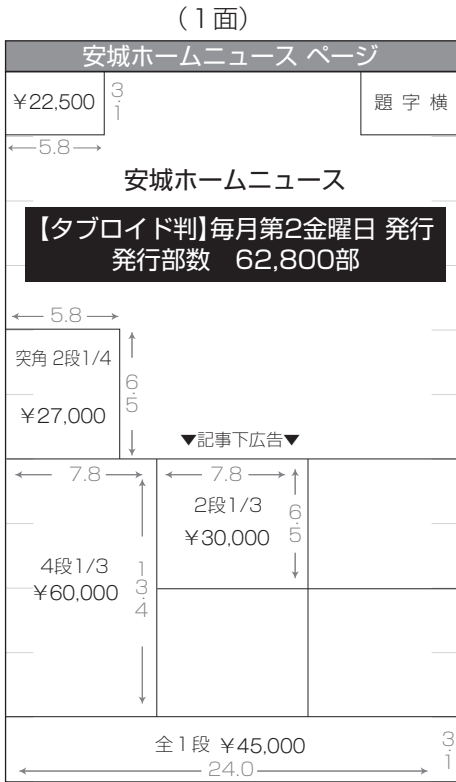 （1面）
安城ホームニュース ページ
¥22,500
3.1
題 字 横
5.8
安城ホームニュース
【タブロイド判】毎月第2金曜日 発行
発行部数　62,800部
5.8
突角 2段1/4
6.5
¥27,000
▼記事下広告▼
7.8
7.8
2段1/3
6.5
¥30,000
4段1/3
¥60,000
13.4
全1段 ¥45,000
3.1
24.0